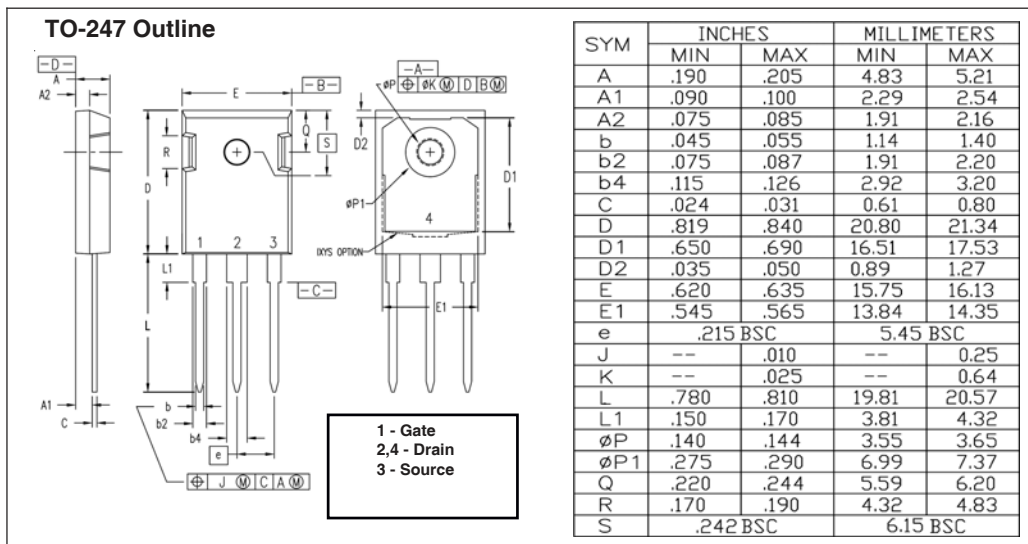 TO-247 Outline
-D-
A
A2
E
-B-
R
D
Q
S
1 2 3
L1
L
-C-
A1
C
b
b2
b4
e
⌖ J Ⓜ C A Ⓜ
-A-
øP
⌖ øK Ⓜ D B Ⓜ
D2
D1
øP1
4
IXYS OPTION
E1
1 - Gate
2,4 - Drain
3 - Source
SYM INCHES MILLIMETERS
MIN MAX MIN MAX
A .190 .205 4.83 5.21
A1 .090 .100 2.29 2.54
A2 .075 .085 1.91 2.16
b .045 .055 1.14 1.40
b2 .075 .087 1.91 2.20
b4 .115 .126 2.92 3.20
C .024 .031 0.61 0.80
D .819 .840 20.80 21.34
D1 .650 .690 16.51 17.53
D2 .035 .050 0.89 1.27
E .620 .635 15.75 16.13
E1 .545 .565 13.84 14.35
e .215 BSC 5.45 BSC
J -- .010 -- 0.25
K -- .025 -- 0.64
L .780 .810 19.81 20.57
L1 .150 .170 3.81 4.32
øP .140 .144 3.55 3.65
øP1 .275 .290 6.99 7.37
Q .220 .244 5.59 6.20
R .170 .190 4.32 4.83
S .242 BSC 6.15 BSC